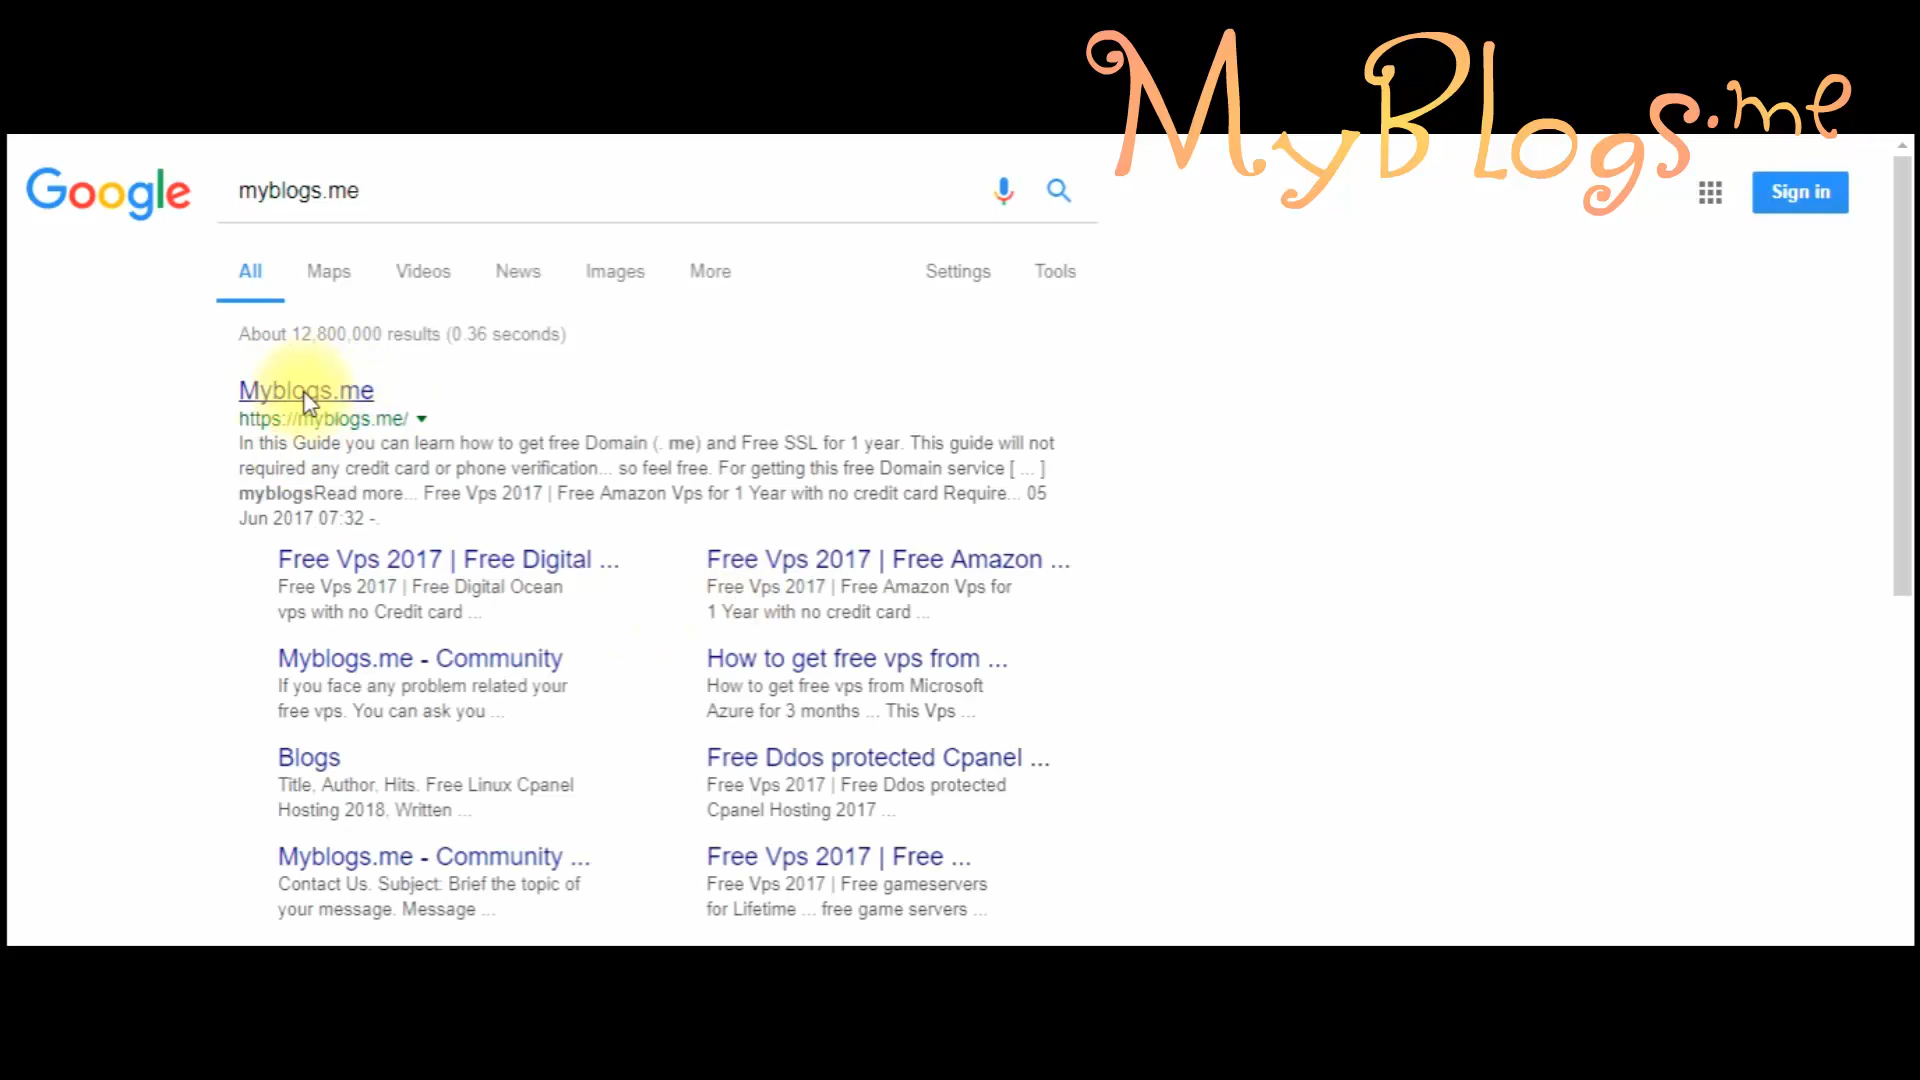 MyBlogs.me
Google
myblogs.me
Sign in
All Maps Videos News Images More Settings Tools
About 12,800,000 results (0.36 seconds)
Myblogs.me
https://myblogs.me/
In this Guide you can learn how to get free Domain (. me) and Free SSL for 1 year. This guide will not
required any credit card or phone verification... so feel free. For getting this free Domain service [ ... ]
myblogsRead more... Free Vps 2017 | Free Amazon Vps for 1 Year with no credit card Require... 05
Jun 2017 07:32 -.
Free Vps 2017 | Free Digital ...
Free Vps 2017 | Free Digital Ocean
vps with no Credit card ...
Free Vps 2017 | Free Amazon ...
Free Vps 2017 | Free Amazon Vps for
1 Year with no credit card ...
Myblogs.me - Community
If you face any problem related your
free vps. You can ask you ...
How to get free vps from ...
How to get free vps from Microsoft
Azure for 3 months ... This Vps ...
Blogs
Title, Author, Hits. Free Linux Cpanel
Hosting 2018, Written ...
Free Ddos protected Cpanel ...
Free Vps 2017 | Free Ddos protected
Cpanel Hosting 2017 ...
Myblogs.me - Community ...
Contact Us. Subject: Brief the topic of
your message. Message ...
Free Vps 2017 | Free ...
Free Vps 2017 | Free gameservers
for Lifetime ... free game servers ...